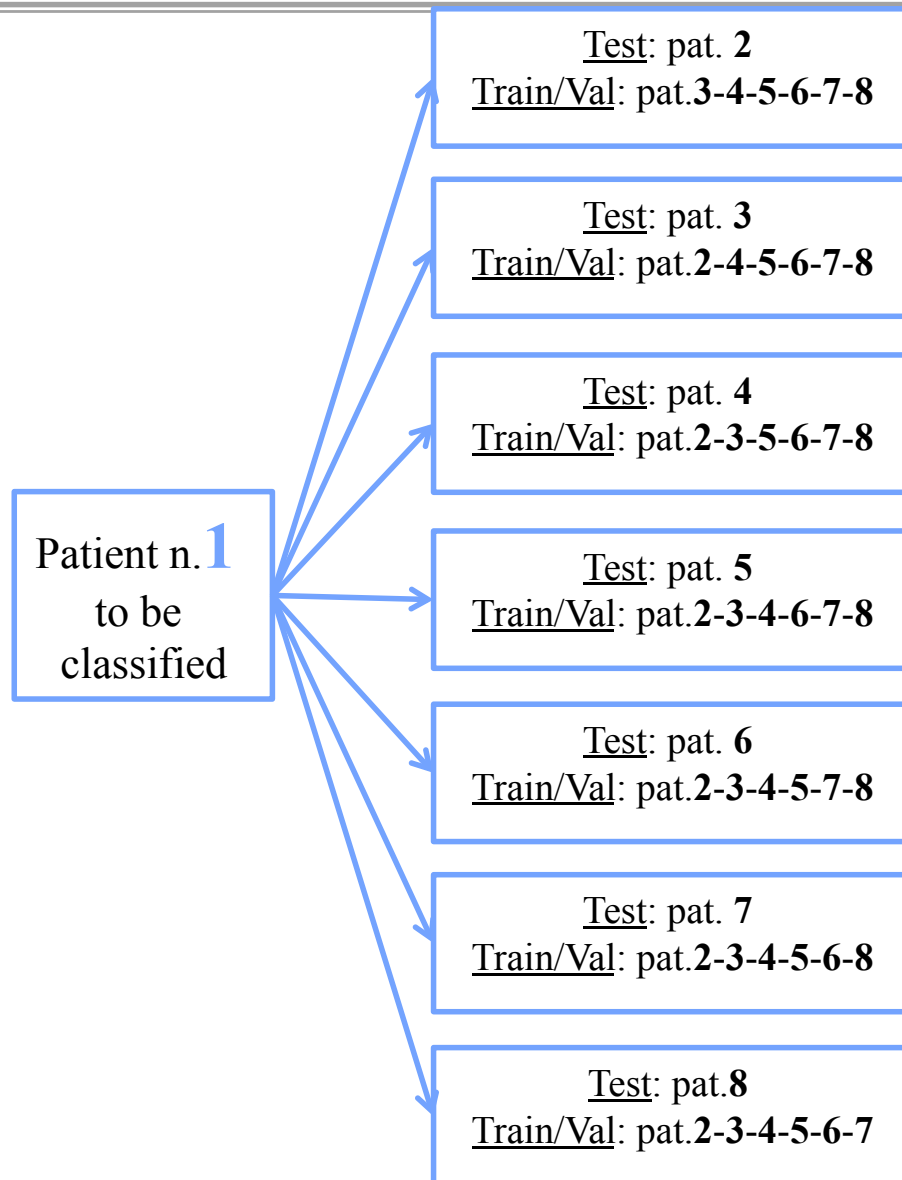 Test: pat. 2
Train/Val: pat.3-4-5-6-7-8
Test: pat. 3
Train/Val: pat.2-4-5-6-7-8
Test: pat. 4
Train/Val: pat.2-3-5-6-7-8
Patient n.1
to be
classified
Test: pat. 5
Train/Val: pat.2-3-4-6-7-8
Test: pat. 6
Train/Val: pat.2-3-4-5-7-8
Test: pat. 7
Train/Val: pat.2-3-4-5-6-8
Test: pat.8
Train/Val: pat.2-3-4-5-6-7